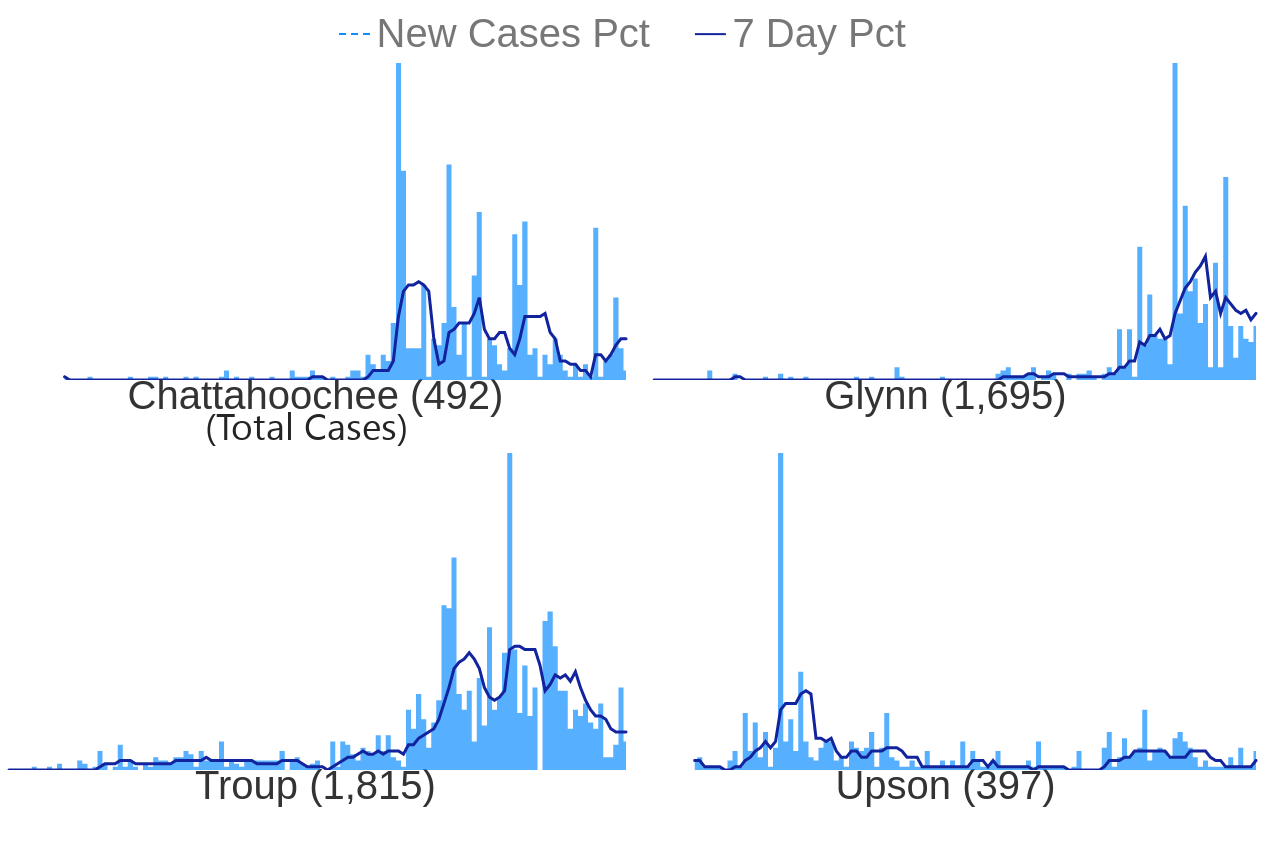 New Cases Pct 7 Day Pct
Chattahoochee (492) Glynn (1,695)
(Total Cases)
Troup (1,815) Upson (397)